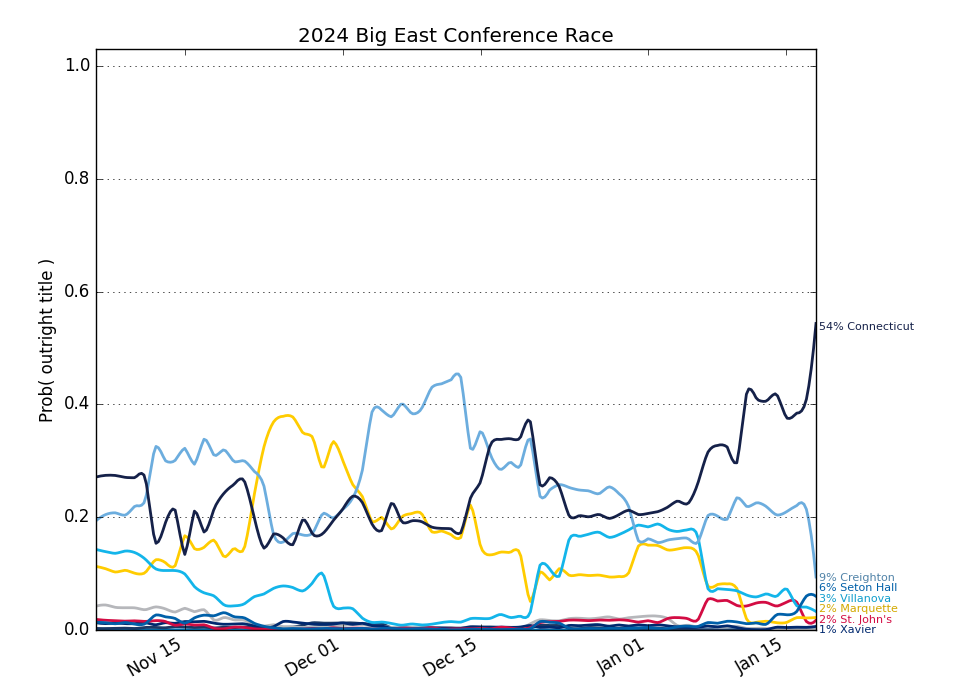 2024 Big East Conference Race
Prob( outright title )
1.0
0.8
0.6
0.4
0.2
0.0
54% Connecticut
9% Creighton
6% Seton Hall
3% Villanova
2% Marquette
2% St. John's
1% Xavier
Nov 15
Dec 01
Dec 15
Jan 01
Jan 15